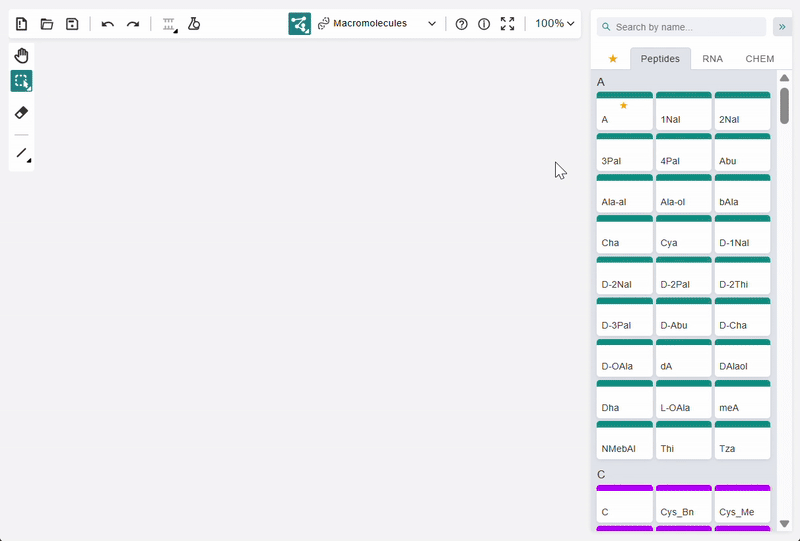 Macromolecules
100%
Search by name...
Peptides RNA CHEM
A
A 1Nal 2Nal
3Pal 4Pal Abu
Ala-al Ala-ol bAla
Cha Cya D-1Nal
D-2Nal D-2Pal D-2Thi
D-3Pal D-Abu D-Cha
D-OAla dA DAlaol
Dha L-OAla meA
NMebAl Thi Tza
C
C Cys_Bn Cys_Me